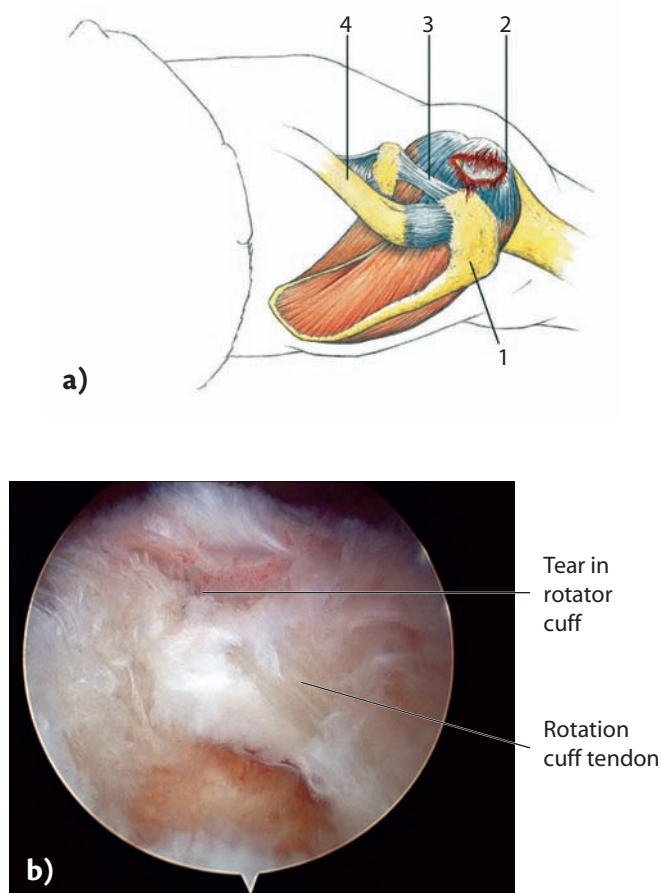 4 3 2
1
a)
Tear in
rotator
cuff
Rotation
cuff tendon
b)